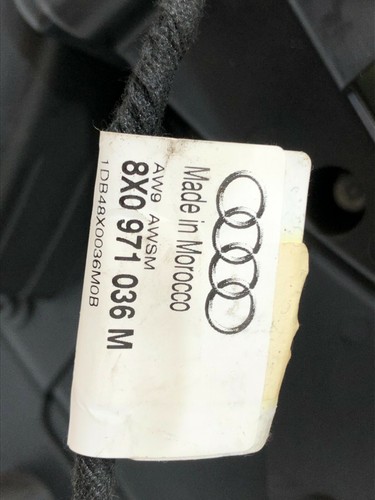 Made in Morocco
AW9 AWSM
8X0 971 036 M
1DB48X0036M0B